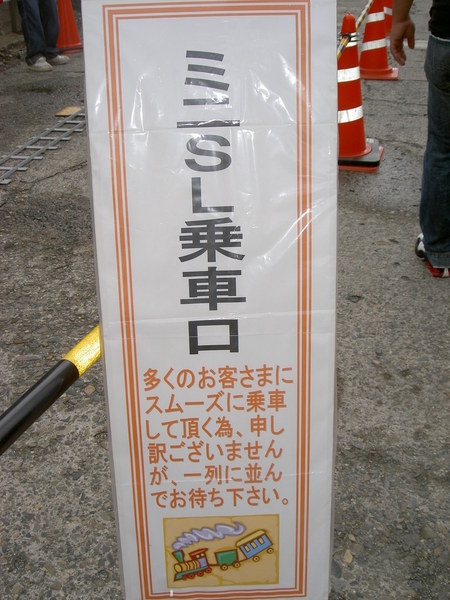 ミニSL乗車口
多くのお客さまに
スムーズに乗車
して頂く為、申し
訳ございません
が、一列に並ん
でお待ち下さい。